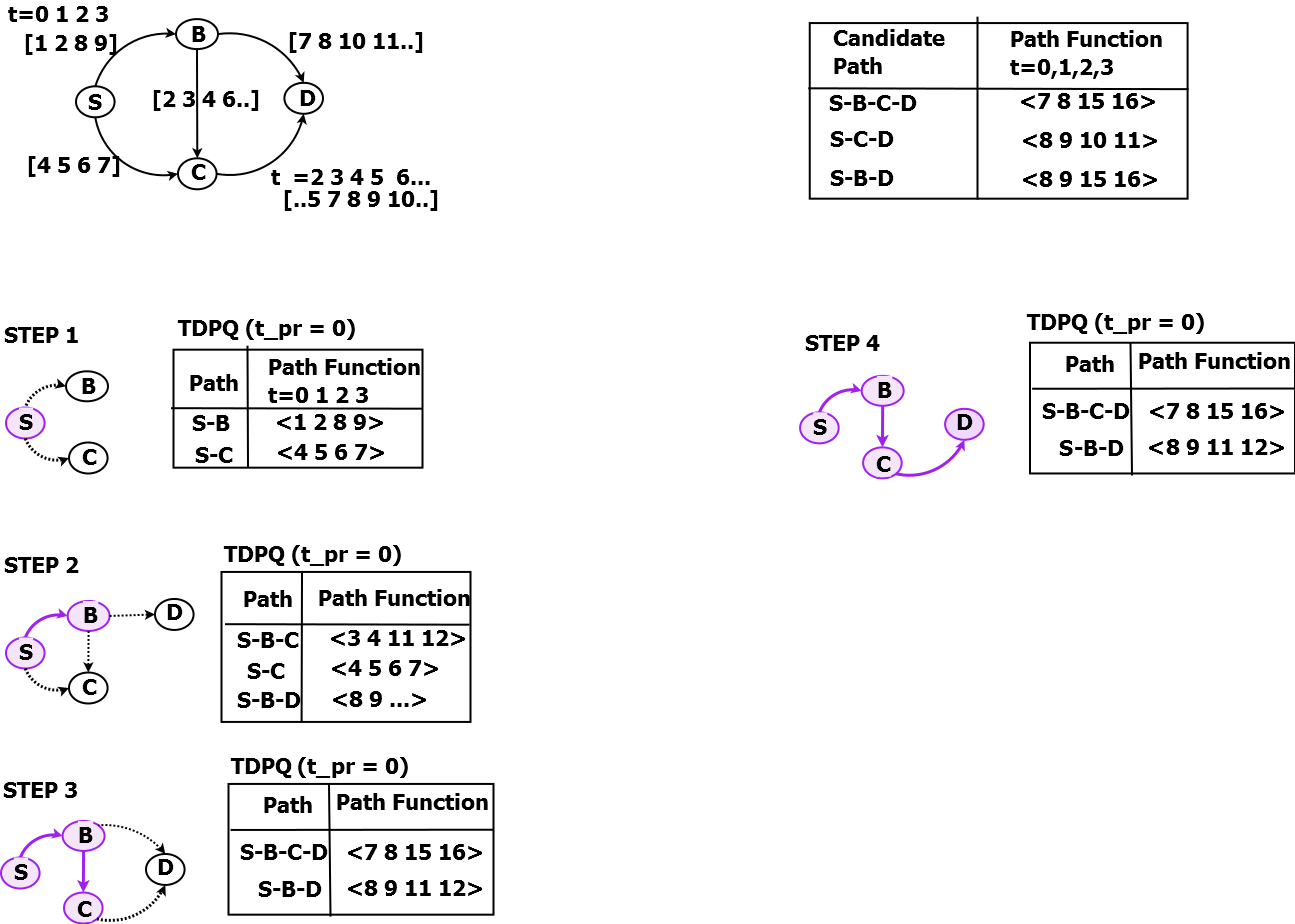 t=0 1 2 3
[1 2 8 9]
B
[7 8 10 11..]
S
[2 3 4 6..]
D
[4 5 6 7]
C
t =2 3 4 5 6...
[..5 7 8 9 10..]
Candidate Path
Path Function t=0,1,2,3
S-B-C-D <7 8 15 16>
S-C-D <8 9 10 11>
S-B-D <8 9 15 16>
STEP 1
B
S
C
TDPQ (t_pr = 0)
Path
Path Function
t=0 1 2 3
S-B <1 2 8 9>
S-C <4 5 6 7>
STEP 4
B
S
D
C
TDPQ (t_pr = 0)
Path Path Function
S-B-C-D <7 8 15 16>
S-B-D <8 9 11 12>
STEP 2
B
D
S
C
TDPQ (t_pr = 0)
Path Path Function
S-B-C <3 4 11 12>
S-C <4 5 6 7>
S-B-D <8 9 ...>
STEP 3
B
S
D
C
TDPQ (t_pr = 0)
Path Path Function
S-B-C-D <7 8 15 16>
S-B-D <8 9 11 12>